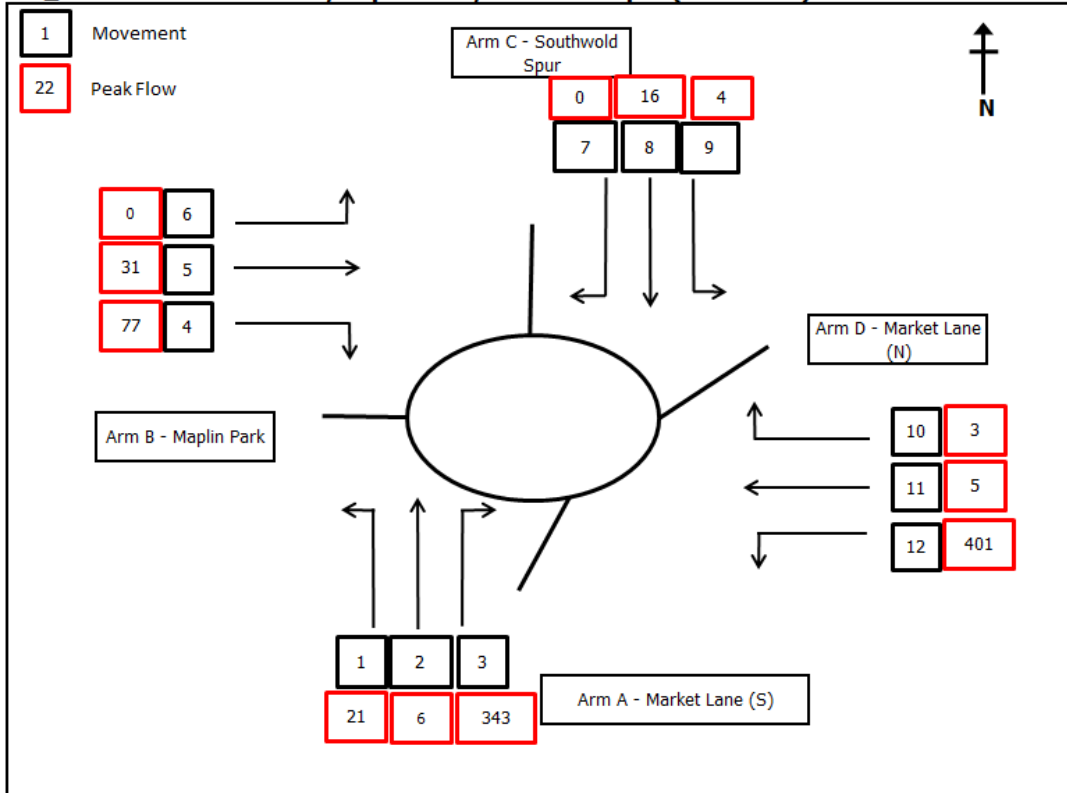 1 Movement
22 Peak Flow
Arm C - Southwold
Spur
0 16 4
7 8 9
N
0 6
31 5
77 4
Arm D - Market Lane
(N)
Arm B - Maplin Park
10 3
11 5
12 401
1 2 3
21 6 343
Arm A - Market Lane (S)